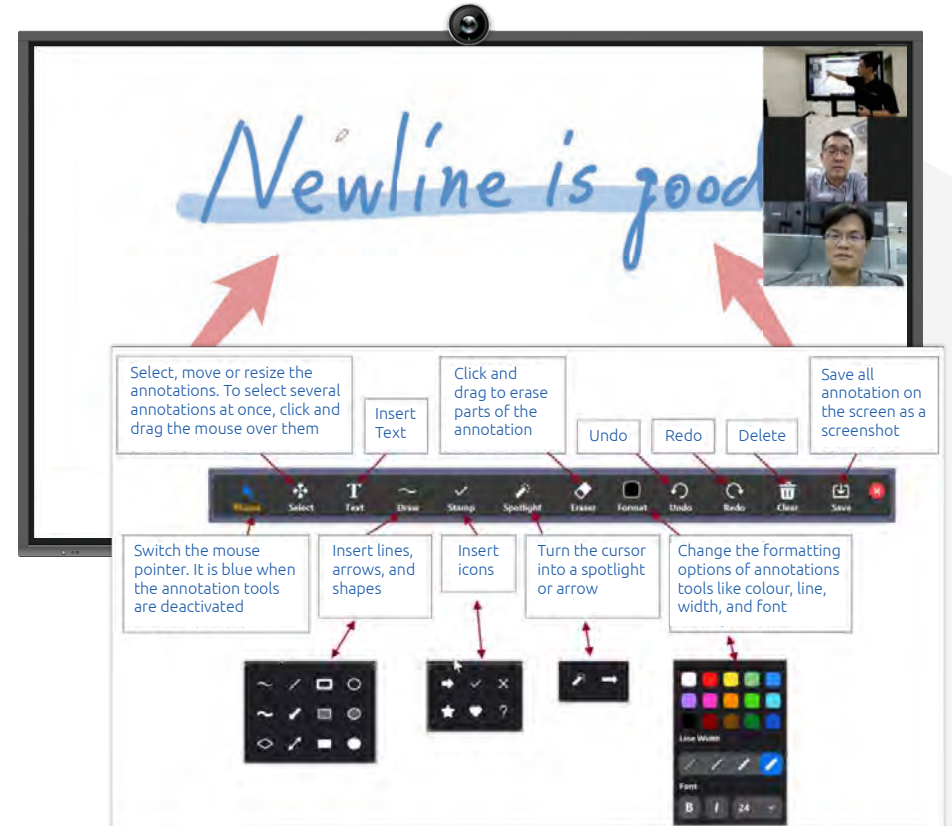 Newline is good
Select, move or resize the
annotations. To select several
annotations at once, click and
drag the mouse over them
Insert
Text
Click and
drag to erase
parts of the
annotation
Undo
Redo
Delete
Save all
annotation on
the screen as a
screenshot
Mouse
Select
Text
Draw
Stamp
Spotlight
Eraser
Format
Undo
Redo
Clear
Save
Switch the mouse
pointer. It is blue when
the annotation tools
are deactivated
Insert lines,
arrows, and
shapes
Insert
icons
Turn the cursor
into a spotlight
or arrow
Change the formatting
options of annotations
tools like colour, line,
width, and font
?
Line Width
Font
B I 24